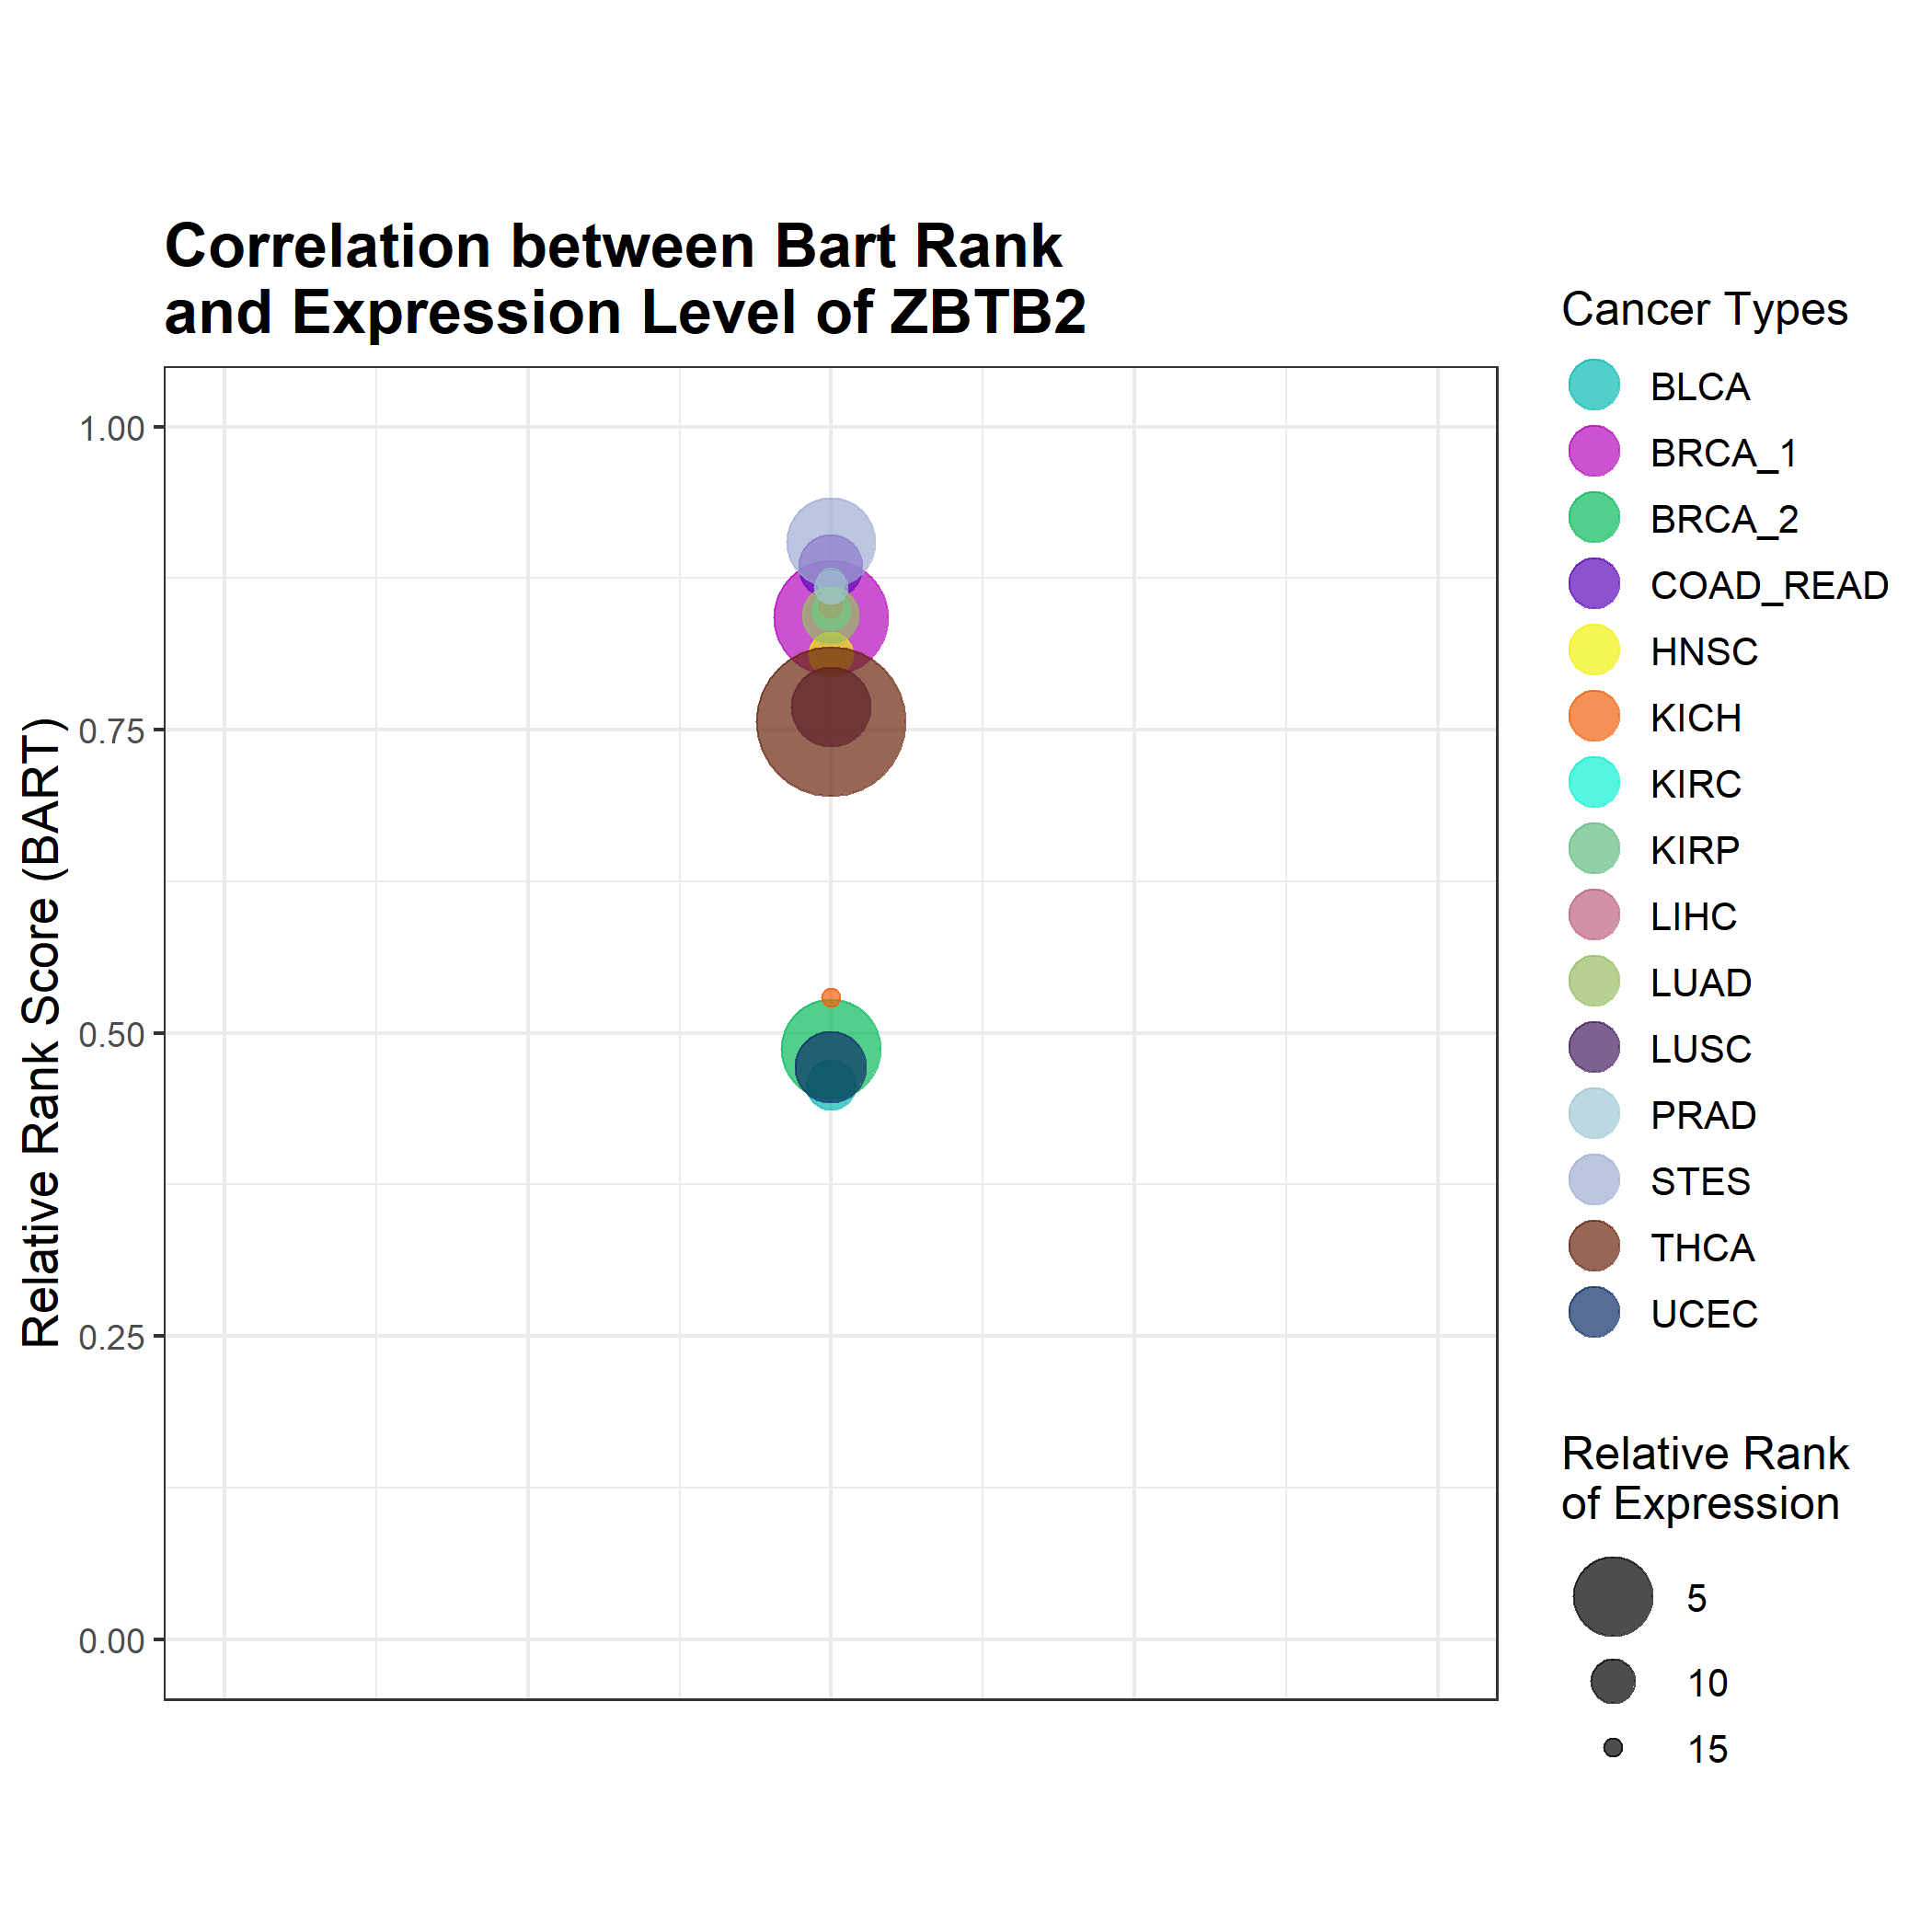 Correlation between Bart Rank
and Expression Level of ZBTB2
Relative Rank Score (BART)
1.00
0.75
0.50
0.25
0.00
Cancer Types
BLCA
BRCA_1
BRCA_2
COAD_READ
HNSC
KICH
KIRC
KIRP
LIHC
LUAD
LUSC
PRAD
STES
THCA
UCEC
Relative Rank
of Expression
5
10
15